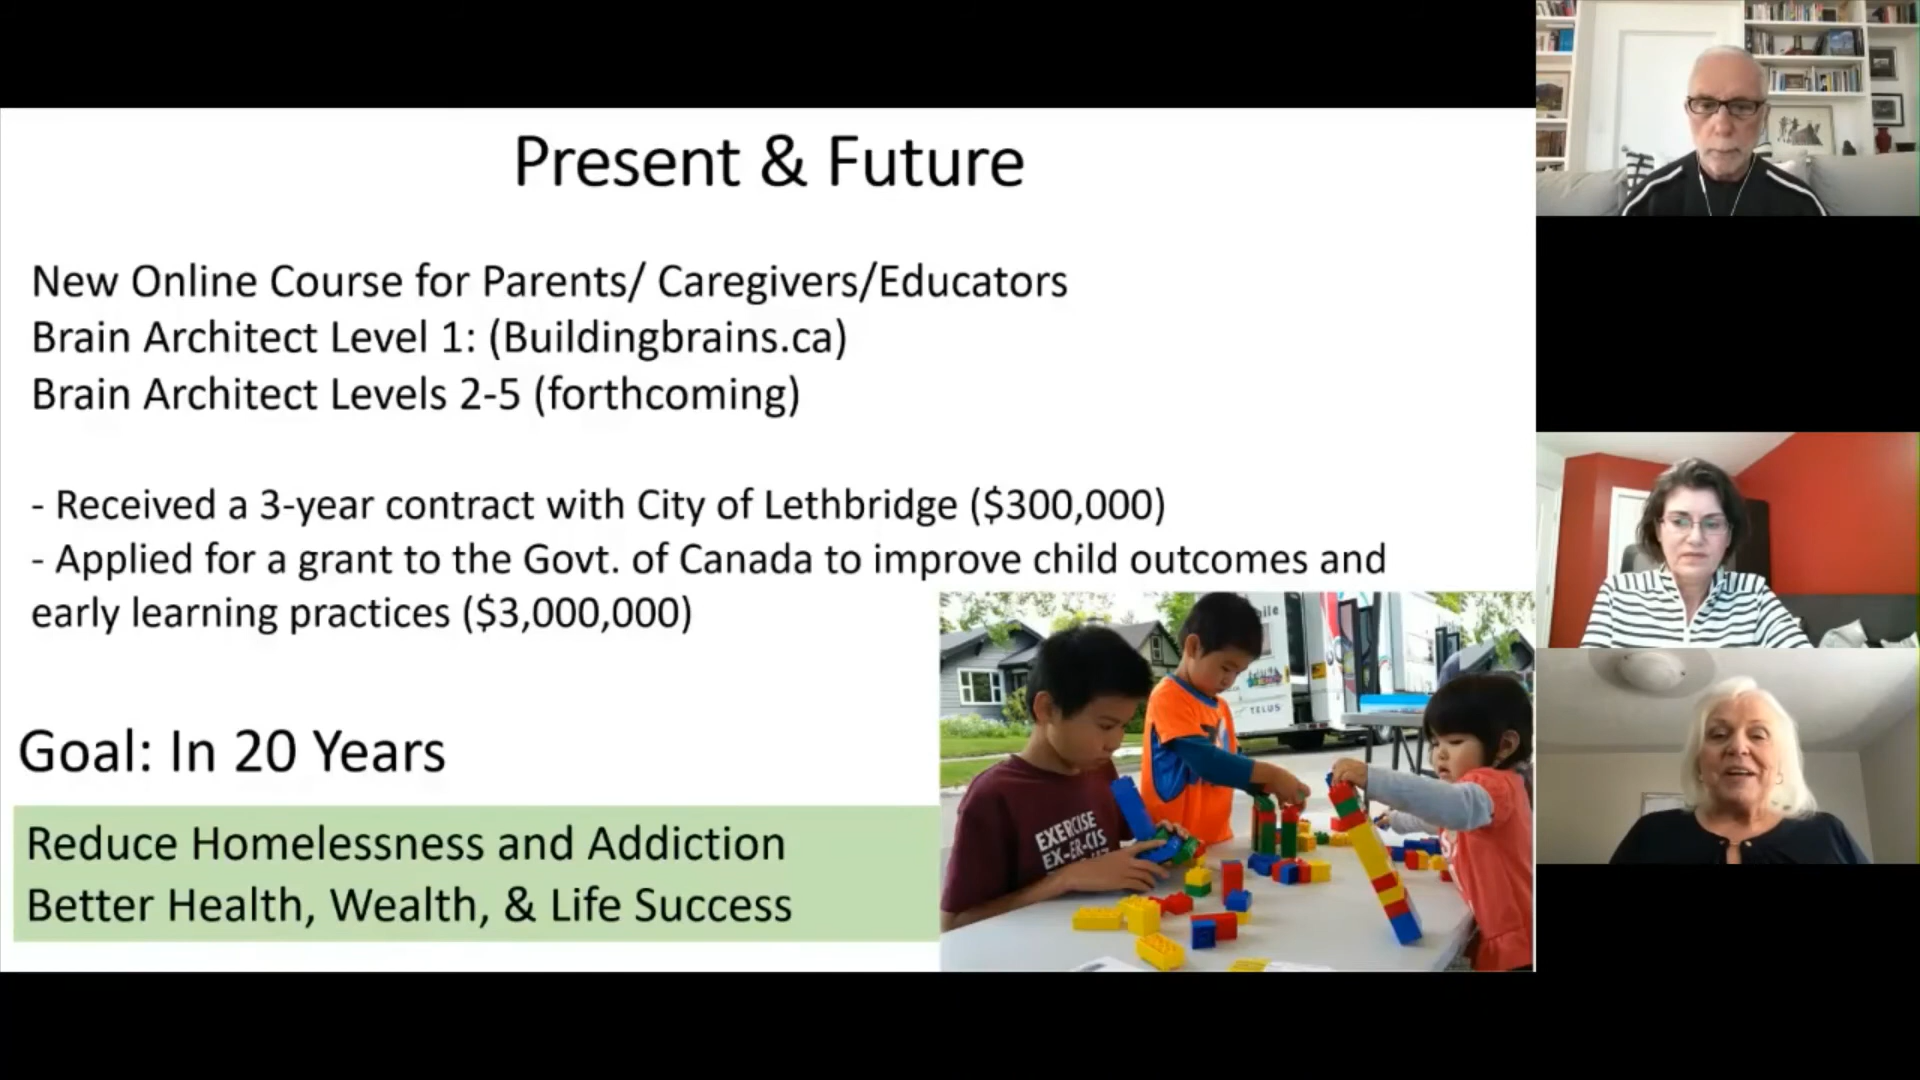 Present & Future
New Online Course for Parents/ Caregivers/Educators
Brain Architect Level 1: (Buildingbrains.ca)
Brain Architect Levels 2-5 (forthcoming)
- Received a 3-year contract with City of Lethbridge ($300,000)
- Applied for a grant to the Govt. of Canada to improve child outcomes and
early learning practices ($3,000,000)
Goal: In 20 Years
Reduce Homelessness and Addiction
Better Health, Wealth, & Life Success
TELUS
EXERCISE